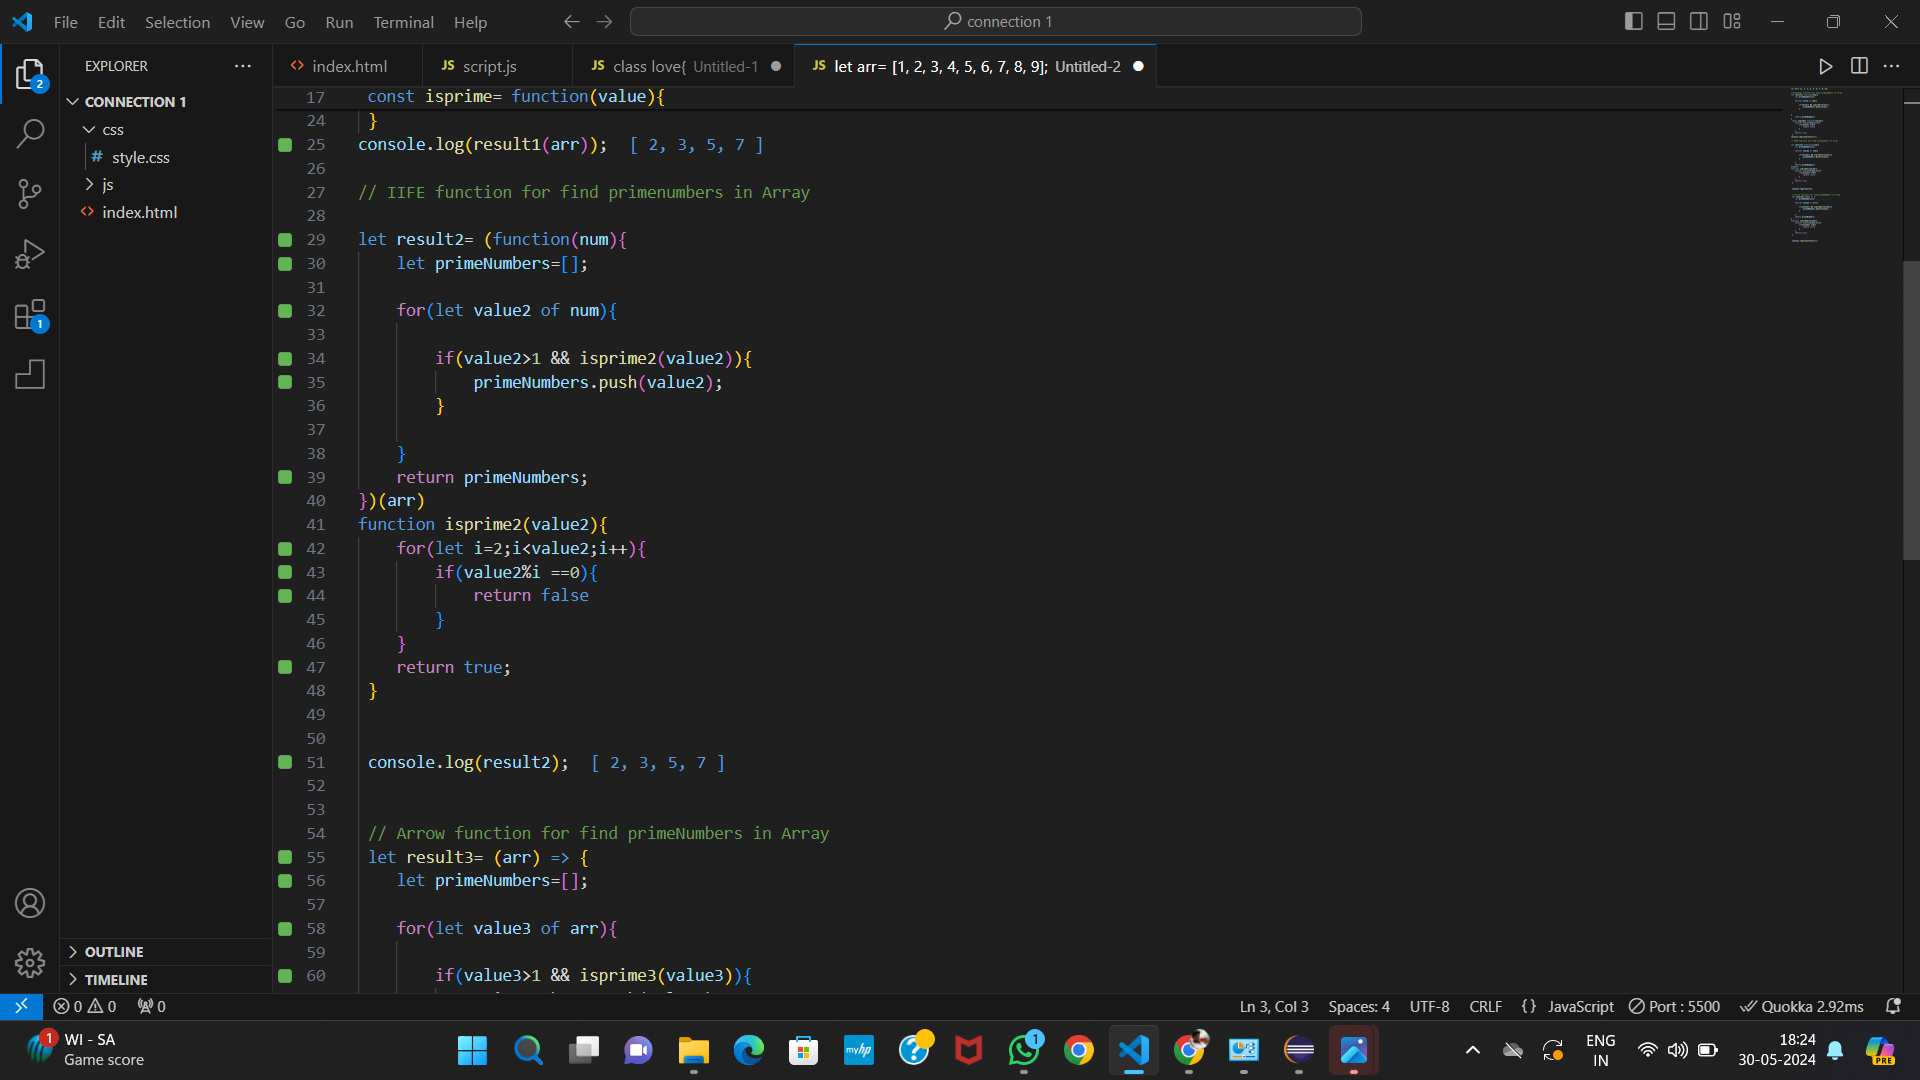 File Edit Selection View Go Run Terminal Help
connection 1
EXPLORER
index.html
script.js
class love{ Untitled-1
let arr= [1, 2, 3, 4, 5, 6, 7, 8, 9]; Untitled-2
CONNECTION 1
css
style.css
js
index.html
2
1
17 const isprime= function(value){
24 }
25 console.log(result1(arr)); [ 2, 3, 5, 7 ]
26
27 // IIFE function for find primenumbers in Array
28
29 let result2= (function(num){
30 let primeNumbers=[];
31
32 for(let value2 of num){
33
34 if(value2>1 && isprime2(value2)){
35 primeNumbers.push(value2);
36 }
37
38 }
39 return primeNumbers;
40 })(arr)
41 function isprime2(value2){
42 for(let i=2;i<value2;i++){
43 if(value2%i ==0){
44 return false
45 }
46 }
47 return true;
48 }
49
50
51 console.log(result2); [ 2, 3, 5, 7 ]
52
53
54 // Arrow function for find primeNumbers in Array
55 let result3= (arr) => {
56 let primeNumbers=[];
57
58 for(let value3 of arr){
59
60 if(value3>1 && isprime3(value3)){
OUTLINE
TIMELINE
0 0 0
Ln 3, Col 3 Spaces: 4 UTF-8 CRLF {} JavaScript Port : 5500 Quokka 2.92ms
1
WI - SA
Game score
myhp
1
ENG
IN
18:24
30-05-2024
PRE